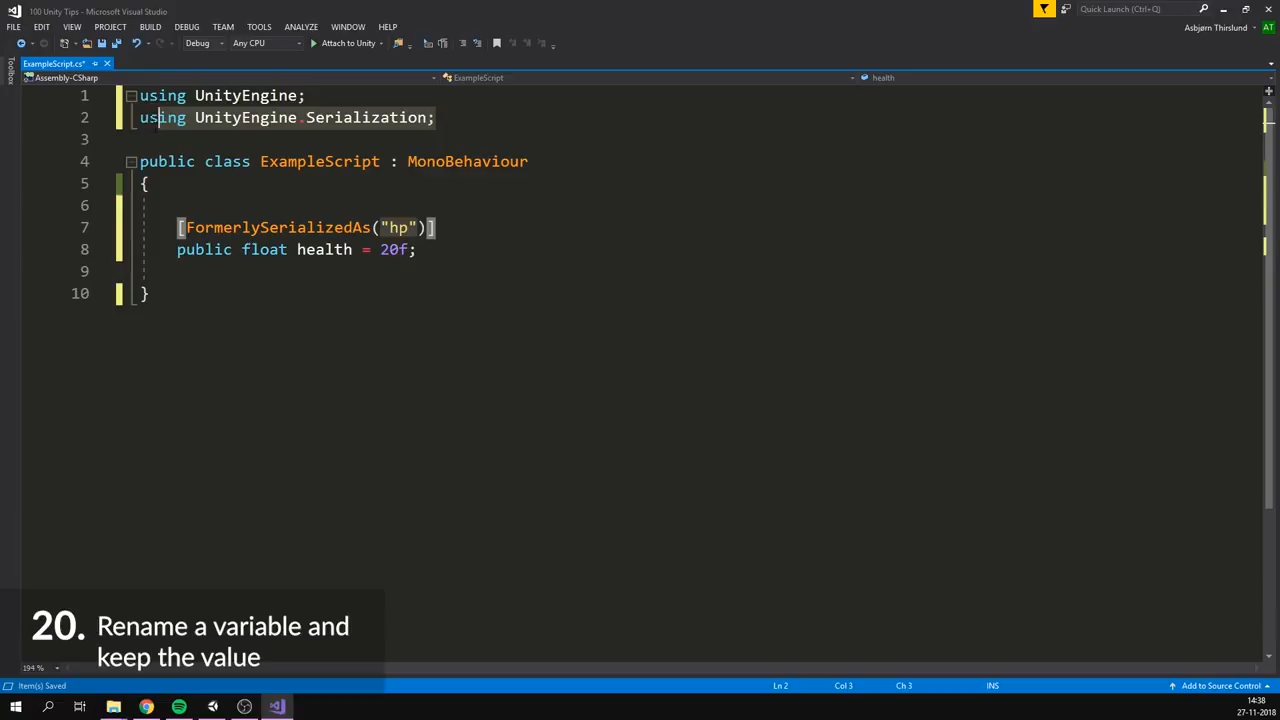 100 Unity Tips - Microsoft Visual Studio
Quick Launch (Ctrl+Q)
FILE EDIT VIEW PROJECT BUILD DEBUG TEAM TOOLS ANALYZE WINDOW HELP
Asbjørn Thirslund AT
Debug Any CPU Attach to Unity
Toolbox
ExampleScript.cs*
Assembly-CSharp ExampleScript health
1 using UnityEngine;
2 using UnityEngine.Serialization;
3
4 public class ExampleScript : MonoBehaviour
5 {
6
7 [FormerlySerializedAs("hp")]
8 public float health = 20f;
9
10 }
20. Rename a variable and
keep the value
194 %
Item(s) Saved Ln 2 Col 3 Ch 3 INS Add to Source Control
14:38
27-11-2018